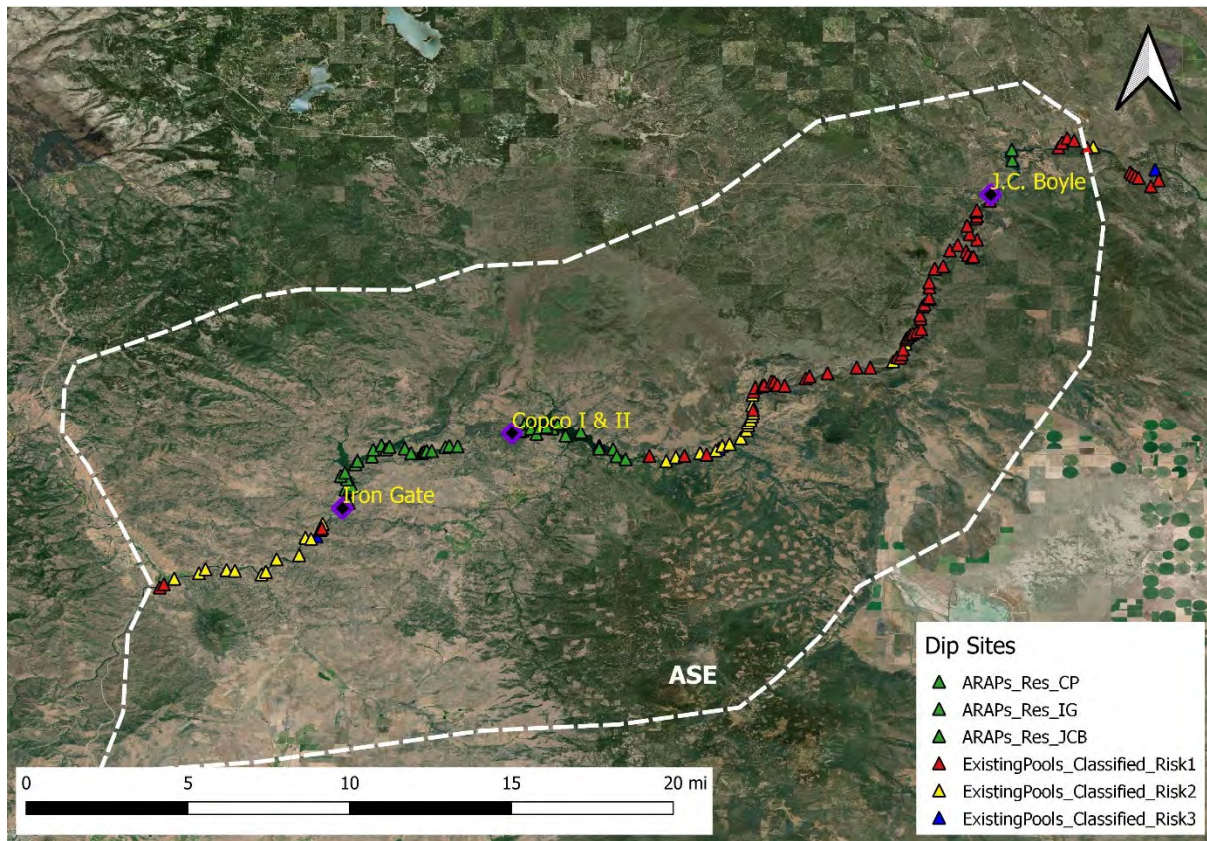 J.C. Boyle
Copco I & II
Iron Gate
ASE
Dip Sites
ARAPs_Res_CP
ARAPs_Res_IG
ARAPs_Res_JCB
ExistingPools_Classified_Risk1
ExistingPools_Classified_Risk2
ExistingPools_Classified_Risk3
0 5 10 15 20 mi